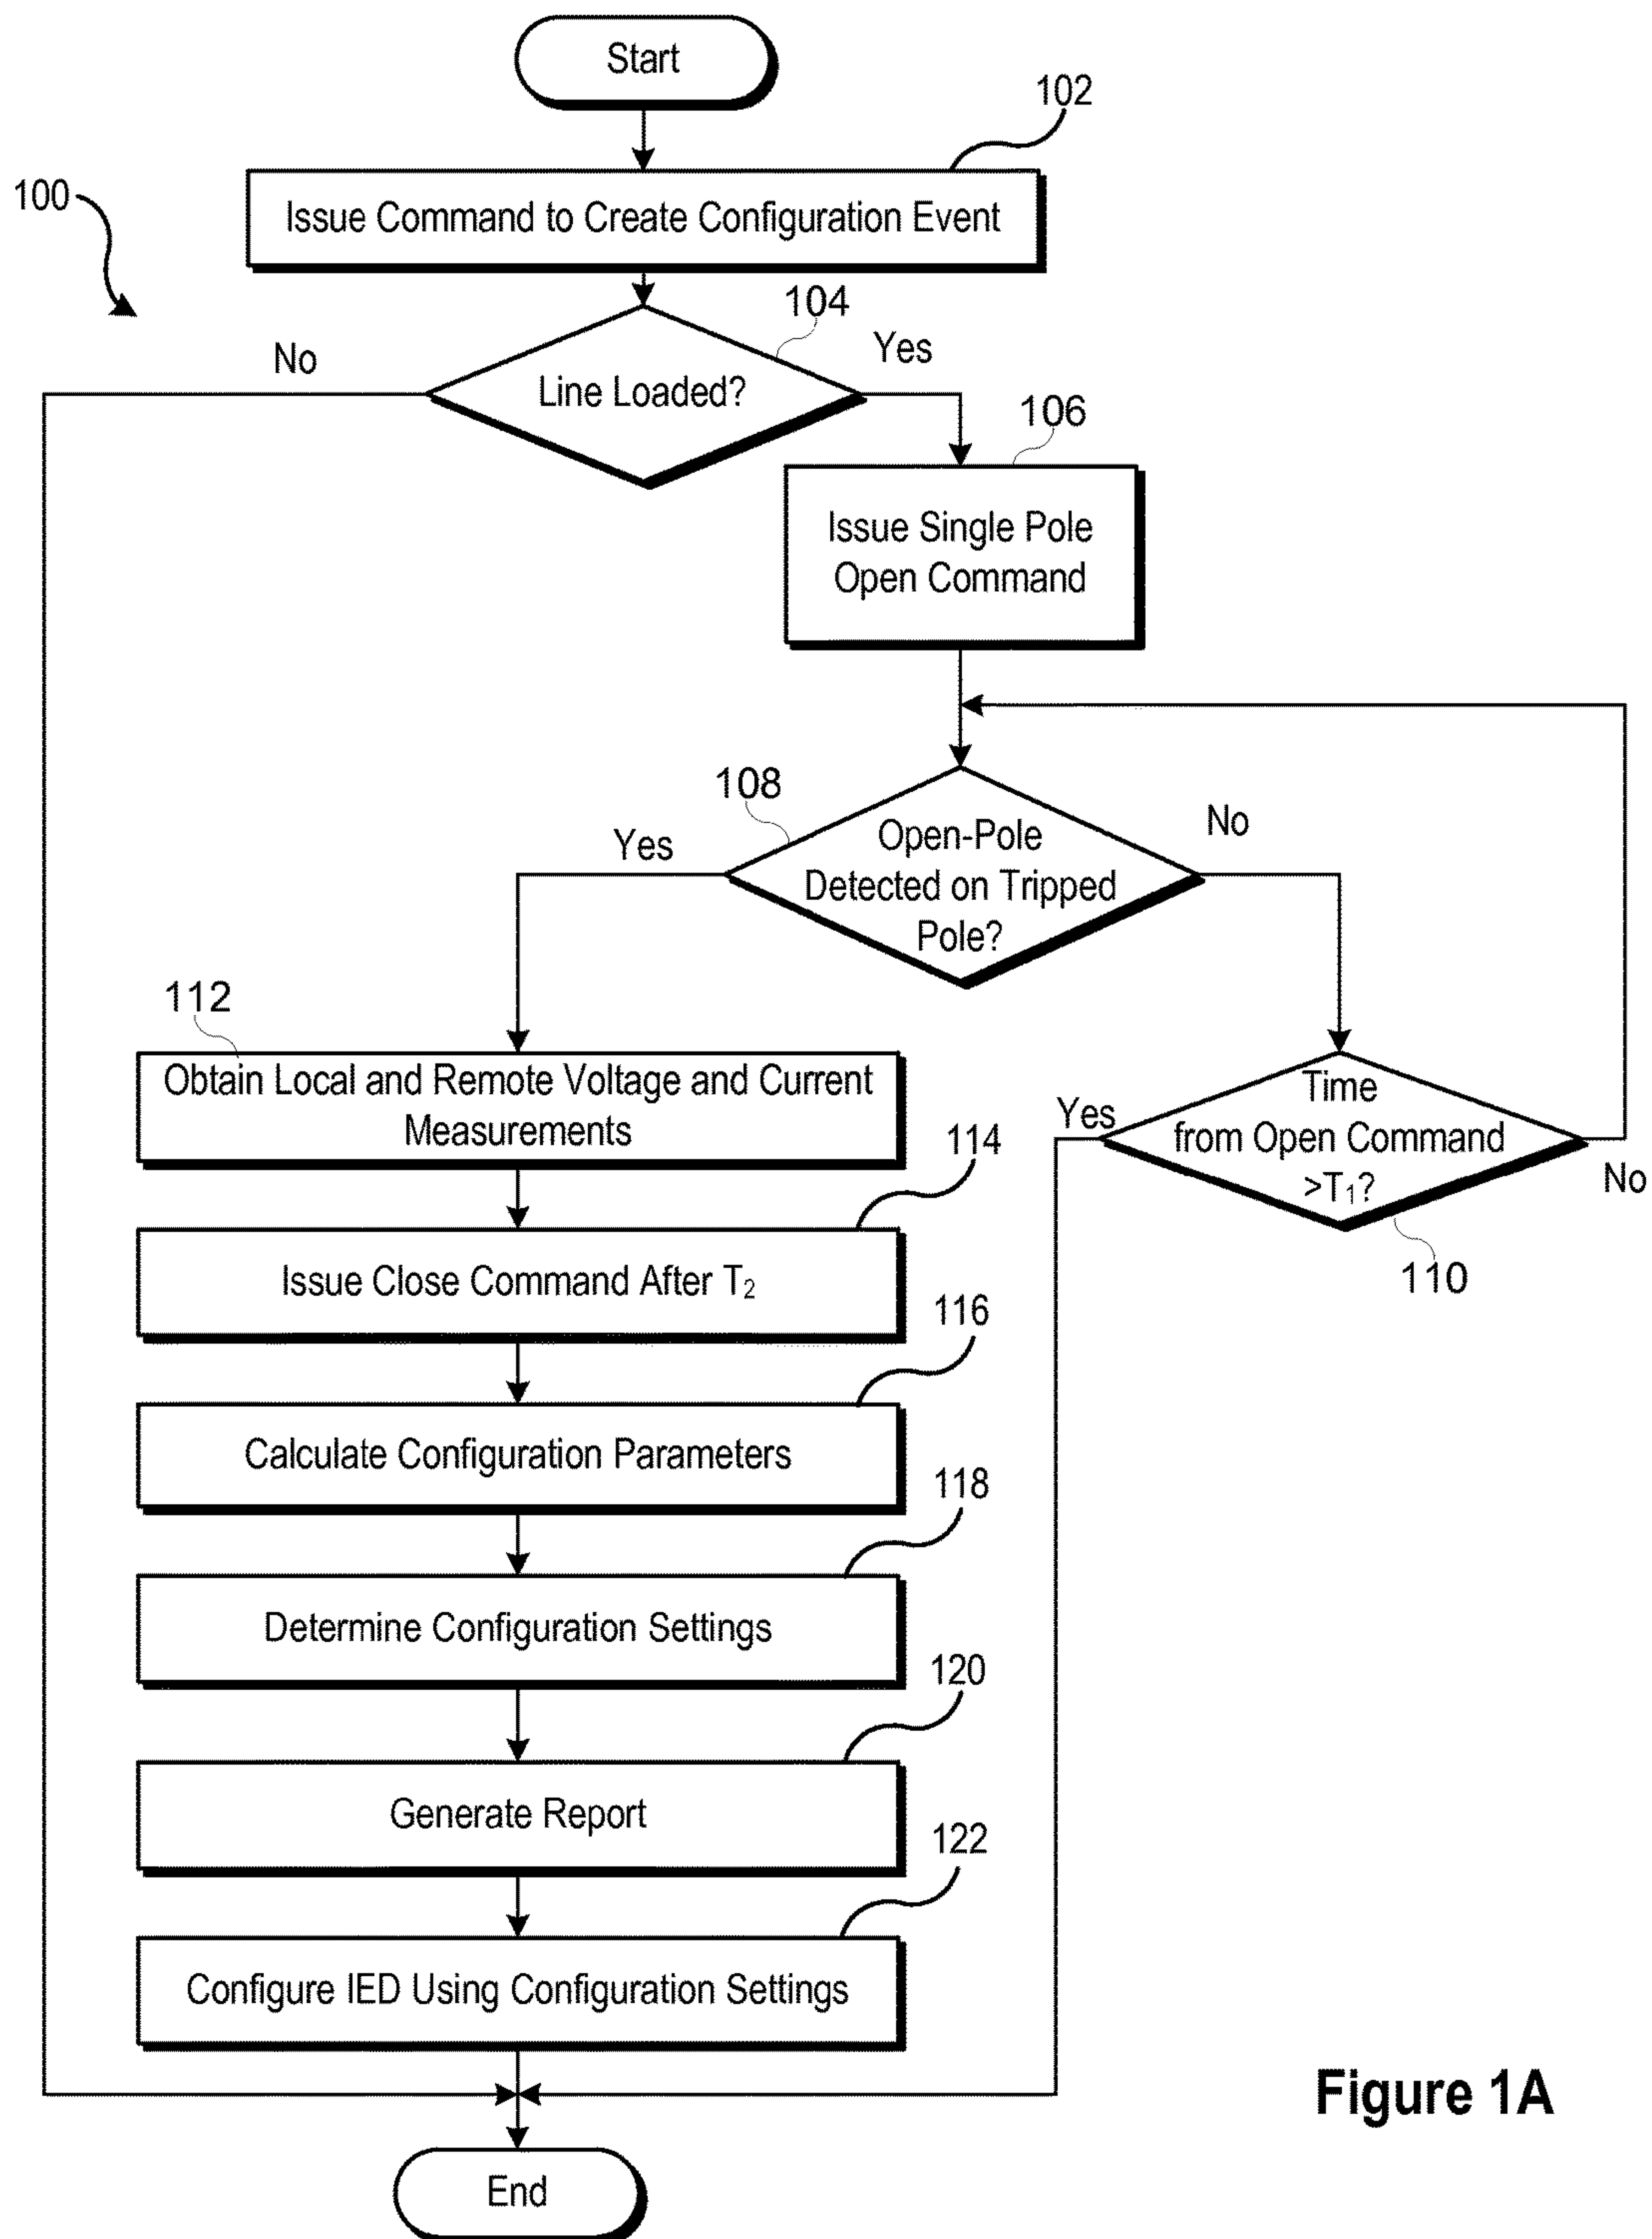 Start
102
100
Issue Command to Create Configuration Event
104
No
Yes
Line Loaded?
106
Issue Single Pole
Open Command
108
Yes
No
Open-Pole
Detected on Tripped
Pole?
112
Obtain Local and Remote Voltage and Current
Measurements
Yes
Time
from Open Command
>T₁?
No
110
114
Issue Close Command After T₂
116
Calculate Configuration Parameters
118
Determine Configuration Settings
120
Generate Report
122
Configure IED Using Configuration Settings
Figure 1A
End